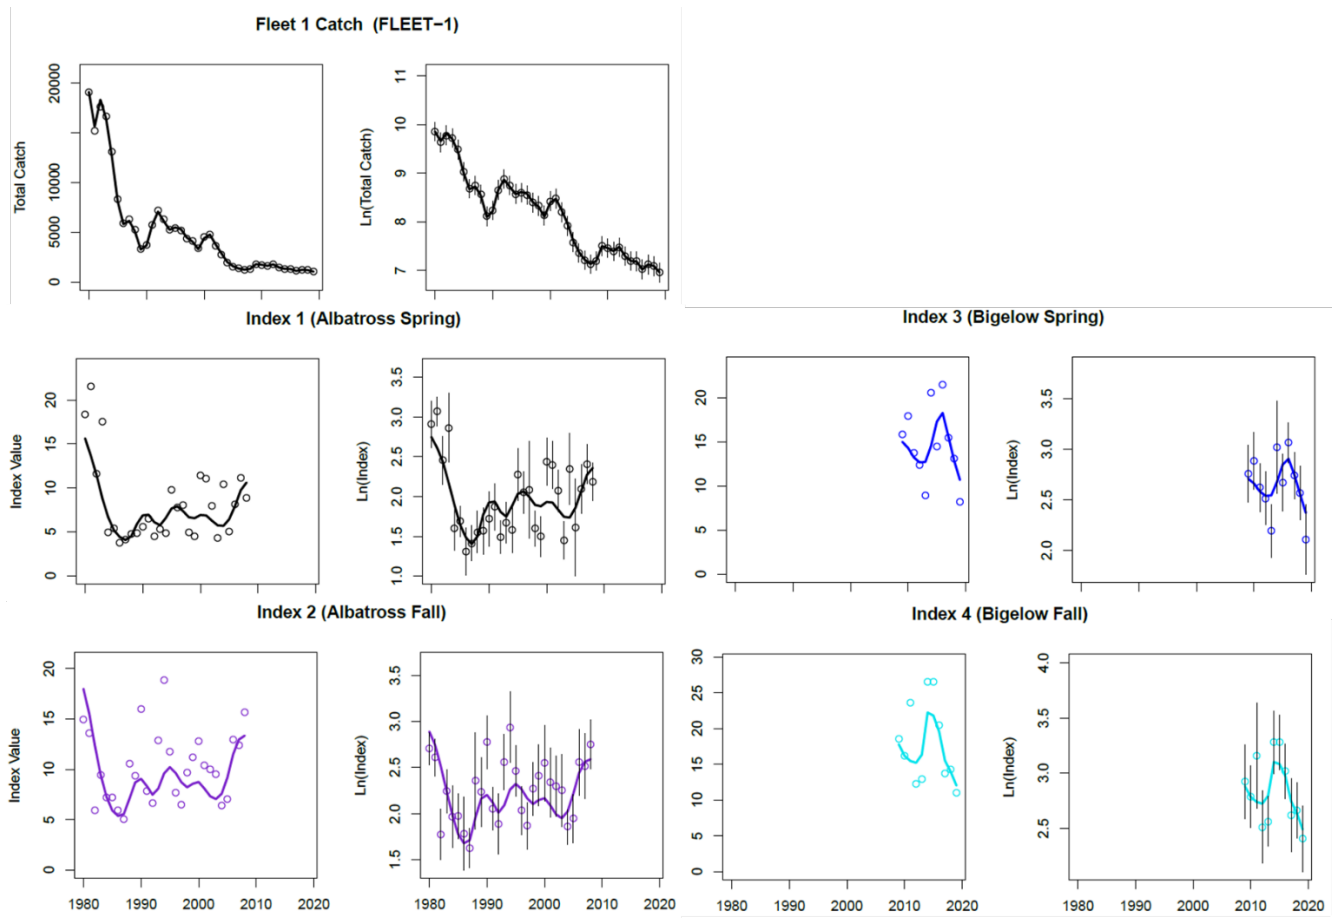 Fleet 1 Catch (FLEET−1)
Total Catch
0
5000
10000
20000
Ln(Total Catch)
7
8
9
10
11
Index 1 (Albatross Spring)
Index Value
0
5
10
15
20
Ln(Index)
1.0
1.5
2.0
2.5
3.0
3.5
Index 3 (Bigelow Spring)
0
5
10
15
20
Ln(Index)
2.0
2.5
3.0
3.5
Index 2 (Albatross Fall)
Index Value
0
5
10
15
20
1980 1990 2000 2010 2020
Ln(Index)
1.5
2.0
2.5
3.0
3.5
1980 1990 2000 2010 2020
Index 4 (Bigelow Fall)
0
5
10
15
20
25
30
1980 1990 2000 2010 2020
Ln(Index)
2.5
3.0
3.5
4.0
1980 1990 2000 2010 2020